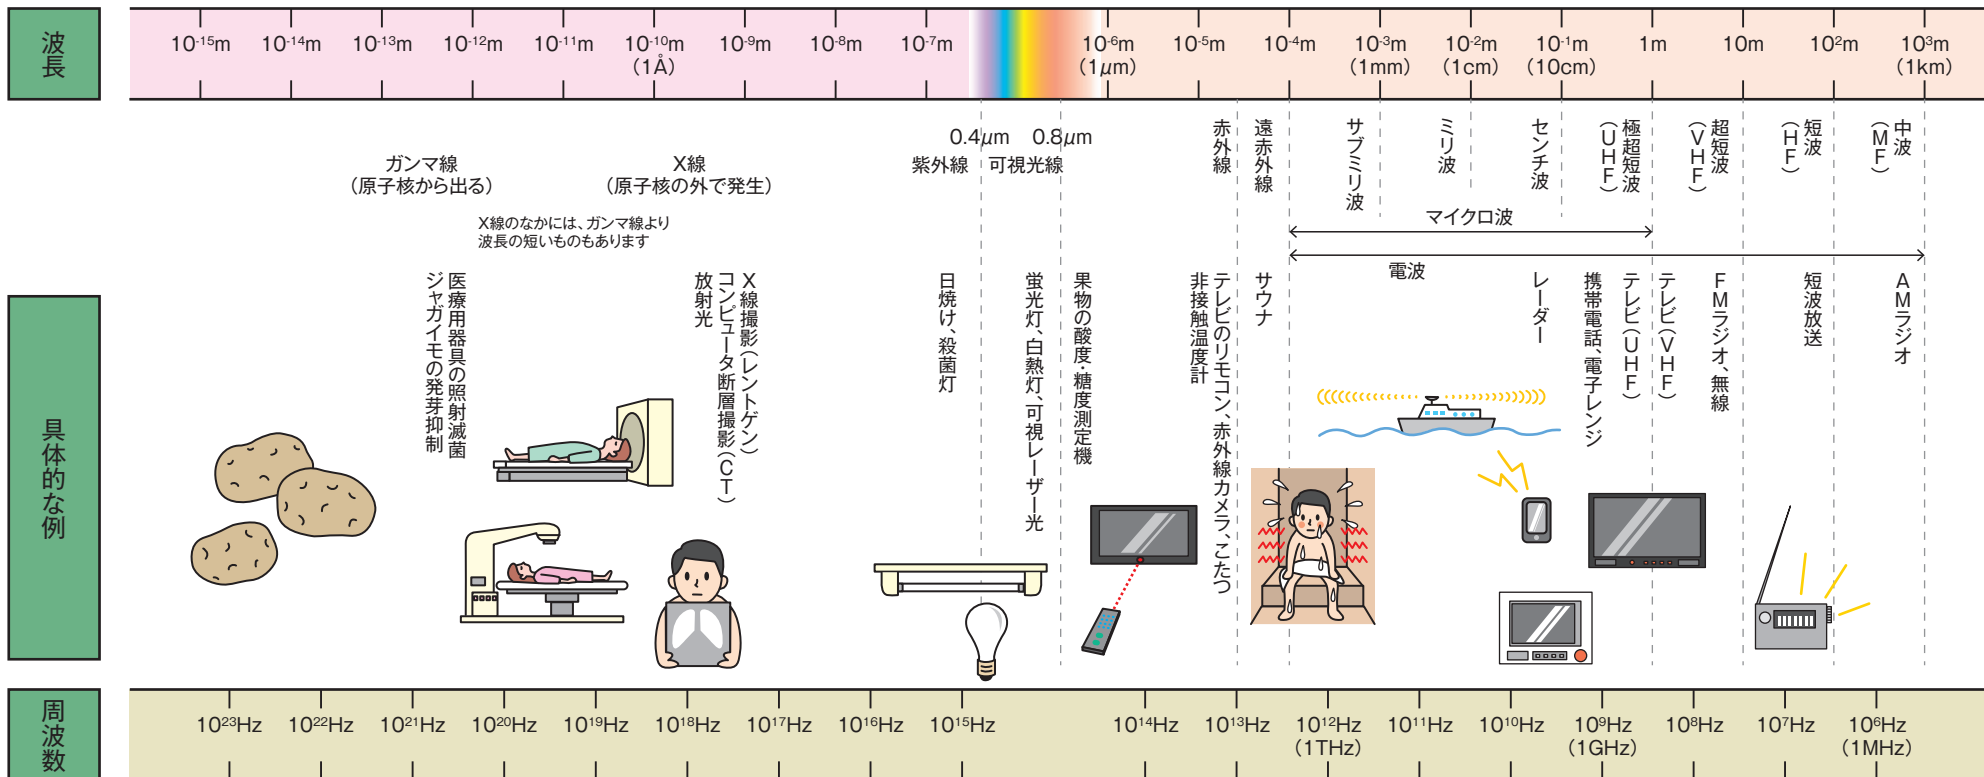 波長
10⁻¹⁵m 10⁻¹⁴m 10⁻¹³m 10⁻¹²m 10⁻¹¹m 10⁻¹⁰m 10⁻⁹m 10⁻⁸m 10⁻⁷m 10⁻⁶m 10⁻⁵m 10⁻⁴m 10⁻³m 10⁻²m 10⁻¹m 1m 10m 10²m 10³m
(1Å) (1μm) (1mm) (1cm) (10cm) (1km)
0.4μm 0.8μm
ガンマ線
(原子核から出る)
X線
(原子核の外で発生)
X線のなかには、ガンマ線より
波長の短いものもあります
紫外線
可視光線
赤外線
遠赤外線
サブミリ波
ミリ波
センチ波
極超短波
(UHF)
超短波
(VHF)
短波
(HF)
中波
(MF)
マイクロ波
電波
具体的な例
医療用器具の照射滅菌
ジャガイモの発芽抑制
X線撮影(レントゲン)
コンピュータ断層撮影(CT)
放射光
日焼け、殺菌灯
蛍光灯、白熱灯、可視レーザー光
果物の酸度・糖度測定機
テレビのリモコン、赤外線カメラ、こたつ
非接触温度計
サウナ
レーダー
携帯電話、電子レンジ
テレビ(UHF)
テレビ(VHF)
FMラジオ、無線
短波放送
AMラジオ
周波数
10²³Hz 10²²Hz 10²¹Hz 10²⁰Hz 10¹⁹Hz 10¹⁸Hz 10¹⁷Hz 10¹⁶Hz 10¹⁵Hz 10¹⁴Hz 10¹³Hz 10¹²Hz 10¹¹Hz 10¹⁰Hz 10⁹Hz 10⁸Hz 10⁷Hz 10⁶Hz
(1THz) (1GHz) (1MHz)